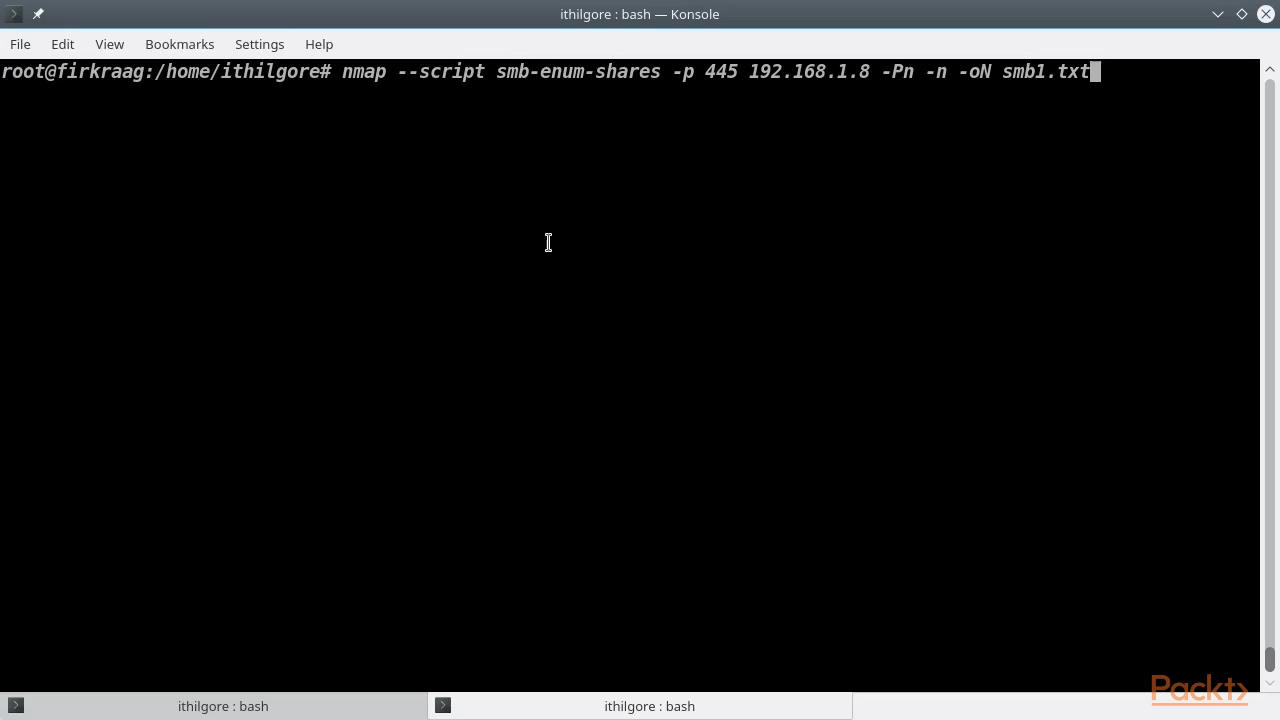 ithilgore : bash — Konsole
File Edit View Bookmarks Settings Help
root@firkraag:/home/ithilgore# nmap --script smb-enum-shares -p 445 192.168.1.8 -Pn -n -oN smb1.txt
Packt>
ithilgore : bash ithilgore : bash